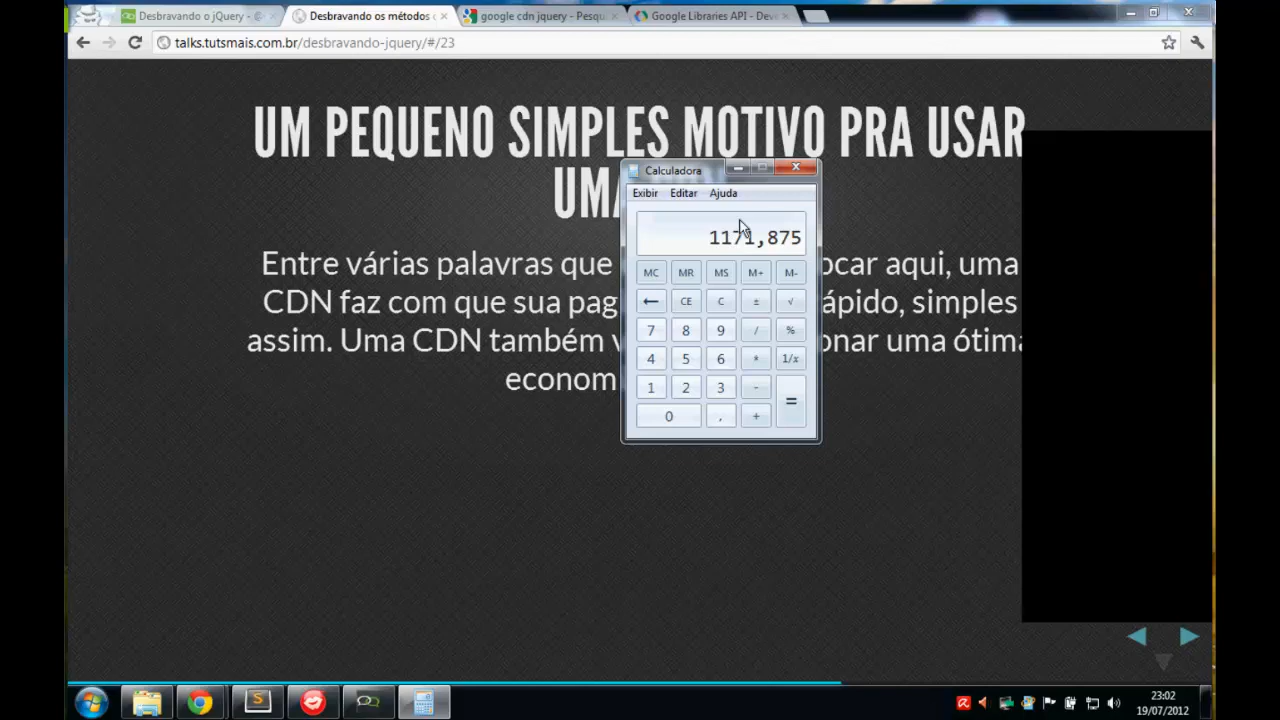 Desbravando o jQuery -
Desbravando os métodos
google cdn jquery - Pesqu
Google Libraries API - Dev
talks.tutsmais.com.br/desbravando-jquery/#/23
UM PEQUENO SIMPLES MOTIVO PRA USAR
UMA
Entre várias palavras que ocar aqui, uma
CDN faz com que sua pag ápido, simples
assim. Uma CDN também v onar uma ótima
econom
Calculadora
Exibir Editar Ajuda
1171,875
MC MR MS M+ M-
← CE C ± √
7 8 9 / %
4 5 6 * 1/x
1 2 3 - =
0 , +
23:02
19/07/2012